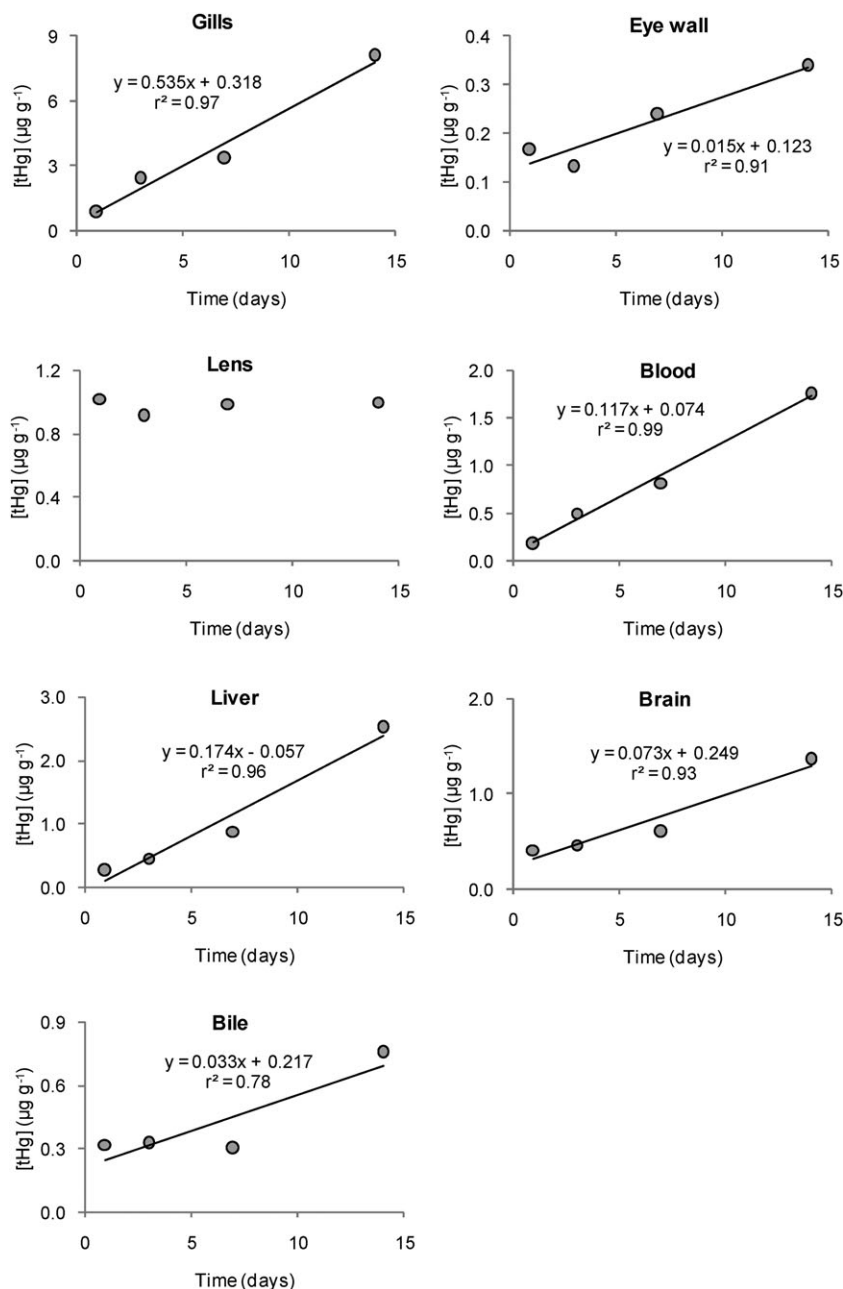 Gills
9
6
3
0
[tHg] (µg g⁻¹)
y = 0.535x + 0.318
r² = 0.97
0 5 10 15
Time (days)
Eye wall
0.4
0.3
0.2
0.1
0.0
[tHg] (µg g⁻¹)
y = 0.015x + 0.123
r² = 0.91
0 5 10 15
Time (days)
Lens
1.2
0.8
0.4
0.0
[tHg] (µg g⁻¹)
0 5 10 15
Time (days)
Blood
2.0
1.5
1.0
0.5
0.0
[tHg] (µg g⁻¹)
y = 0.117x + 0.074
r² = 0.99
0 5 10 15
Time (days)
Liver
3.0
2.0
1.0
0.0
[tHg] (µg g⁻¹)
y = 0.174x - 0.057
r² = 0.96
0 5 10 15
Time (days)
Brain
2.0
1.0
0.0
[tHg] (µg g⁻¹)
y = 0.073x + 0.249
r² = 0.93
0 5 10 15
Time (days)
Bile
0.9
0.6
0.3
0.0
[tHg] (µg g⁻¹)
y = 0.033x + 0.217
r² = 0.78
0 5 10 15
Time (days)